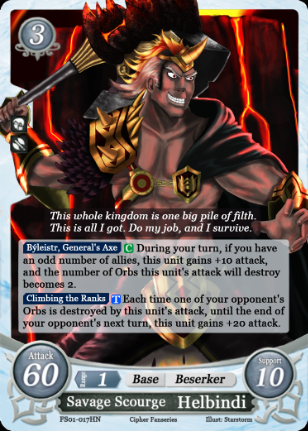 3
This whole kingdom is one big pile of filth.
This is all I got. Do my job, and I survive.
Býleistr, General's Axe C During your turn, if you have
an odd number of allies, this unit gains +10 attack,
and the number of Orbs this unit's attack will destroy
becomes 2.
Climbing the Ranks T Each time one of your opponent's
Orbs is destroyed by this unit's attack, until the end of
your opponent's next turn, this unit gains +20 attack.
Attack
60
Range
1
Base
Beserker
Support
10
Savage Scourge Helbindi
FS01-017HN
Cipher Fanseries
Illust: Starstorm